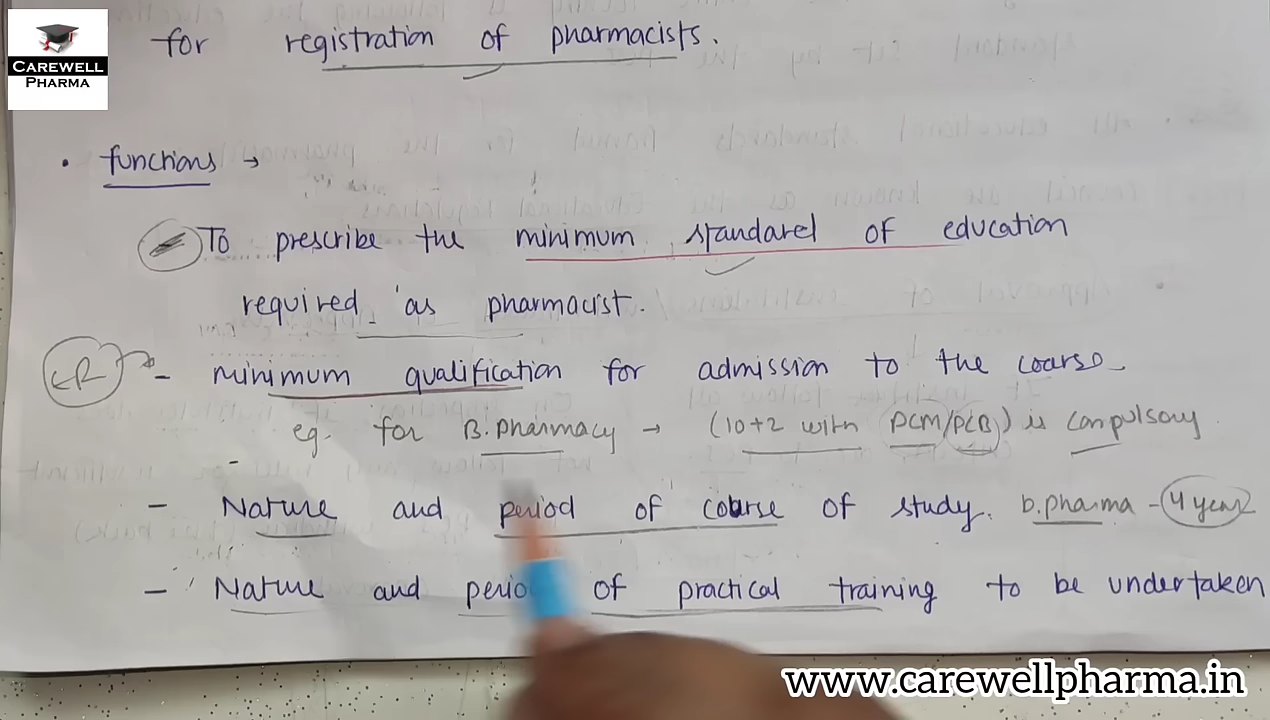 CAREWELL
PHARMA
for registration of pharmacists.
• functions →
To prescribe the minimum standard of education
required as pharmacist.
ER - minimum qualification for admission to the coarse
eg. for B.pharmacy → (10+2 with PCM/PCB) is compulsory
- Nature and period of course of study. b.pharma - 4 year
- Nature and period of practical training to be undertaken
www.carewellpharma.in